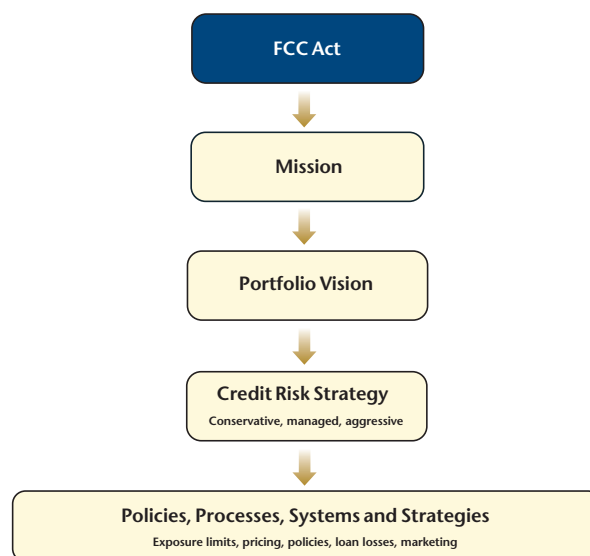 FCC Act
Mission
Portfolio Vision
Credit Risk Strategy
Conservative, managed, aggressive
Policies, Processes, Systems and Strategies
Exposure limits, pricing, policies, loan losses, marketing